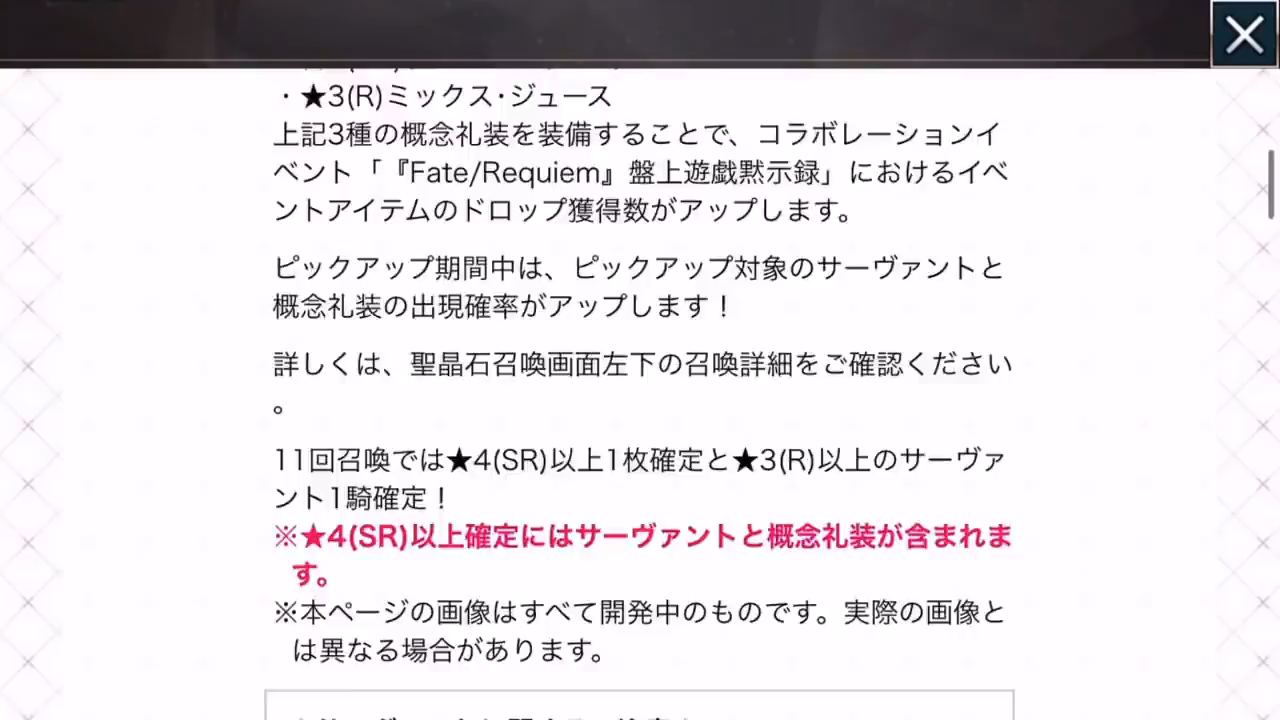 ・★3(R)ミックス・ジュース
上記3種の概念礼装を装備することで、コラボレーションイ
ベント「『Fate/Requiem』盤上遊戯黙示録」におけるイベ
ントアイテムのドロップ獲得数がアップします。
ピックアップ期間中は、ピックアップ対象のサーヴァントと
概念礼装の出現確率がアップします！
詳しくは、聖晶石召喚画面左下の召喚詳細をご確認ください
。
11回召喚では★4(SR)以上1枚確定と★3(R)以上のサーヴァ
ント1騎確定！
※★4(SR)以上確定にはサーヴァントと概念礼装が含まれま
す。
※本ページの画像はすべて開発中のものです。実際の画像と
は異なる場合があります。